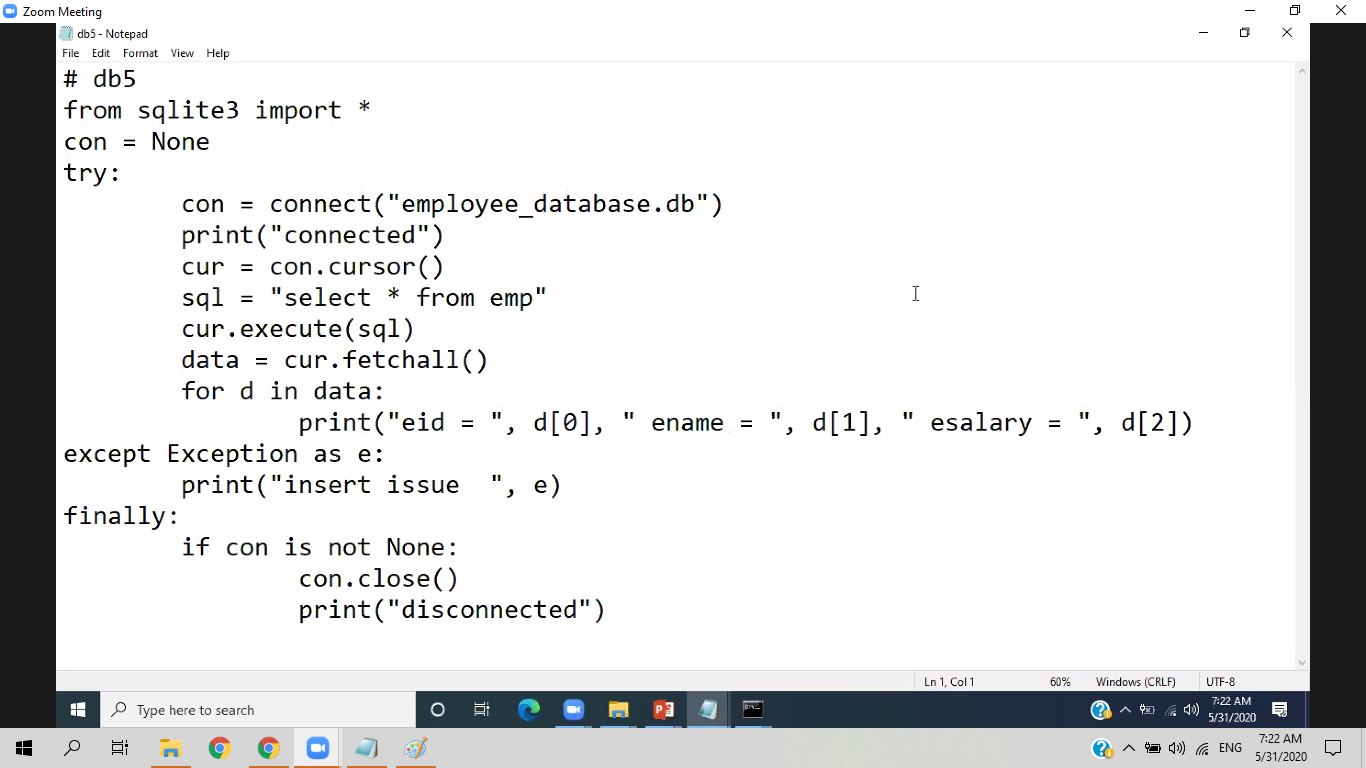 Zoom Meeting
db5 - Notepad
File Edit Format View Help
# db5
from sqlite3 import *
con = None
try:
        con = connect("employee_database.db")
        print("connected")
        cur = con.cursor()
        sql = "select * from emp"
        cur.execute(sql)
        data = cur.fetchall()
        for d in data:
                print("eid = ", d[0], " ename = ", d[1], " esalary = ", d[2])
except Exception as e:
        print("insert issue  ", e)
finally:
        if con is not None:
                con.close()
                print("disconnected")
Ln 1, Col 1 60% Windows (CRLF) UTF-8
Type here to search
7:22 AM
5/31/2020
ENG
7:22 AM
5/31/2020